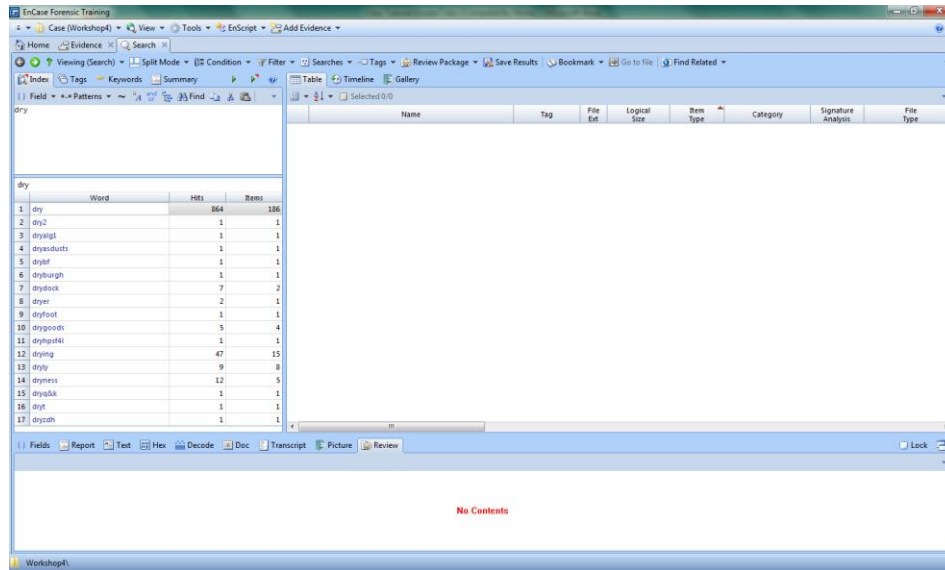 EnCase Forensic Training
Case (Workshop4) View Tools EnScript Add Evidence
Home Evidence Search
Viewing (Search) Split Mode Condition Filter Searches Tags Review Package Save Results Bookmark Go to file Find Related
Index Tags Keywords Summary
Table Timeline Gallery
Field Patterns Find
Selected 0/0
dry
Name Tag File Ext Logical Size Item Type Category Signature Analysis File Type
dry
Word Hits Items
1 dry 864 186
2 dry2 1 1
3 dryalg1 1 1
4 dryasdusts 1 1
5 drybf 1 1
6 dryburgh 1 1
7 drydock 7 2
8 dryer 2 1
9 dryfoot 1 1
10 drygoods 5 4
11 1 1
12 drying 47 15
13 dryly 9 8
14 dryness 12 5
15 dryq&k 1 1
16 dryt 1 1
17 dryzdh 1 1
Fields Report Text Hex Decode Doc Transcript Picture Review Lock
No Contents
Workshop4\